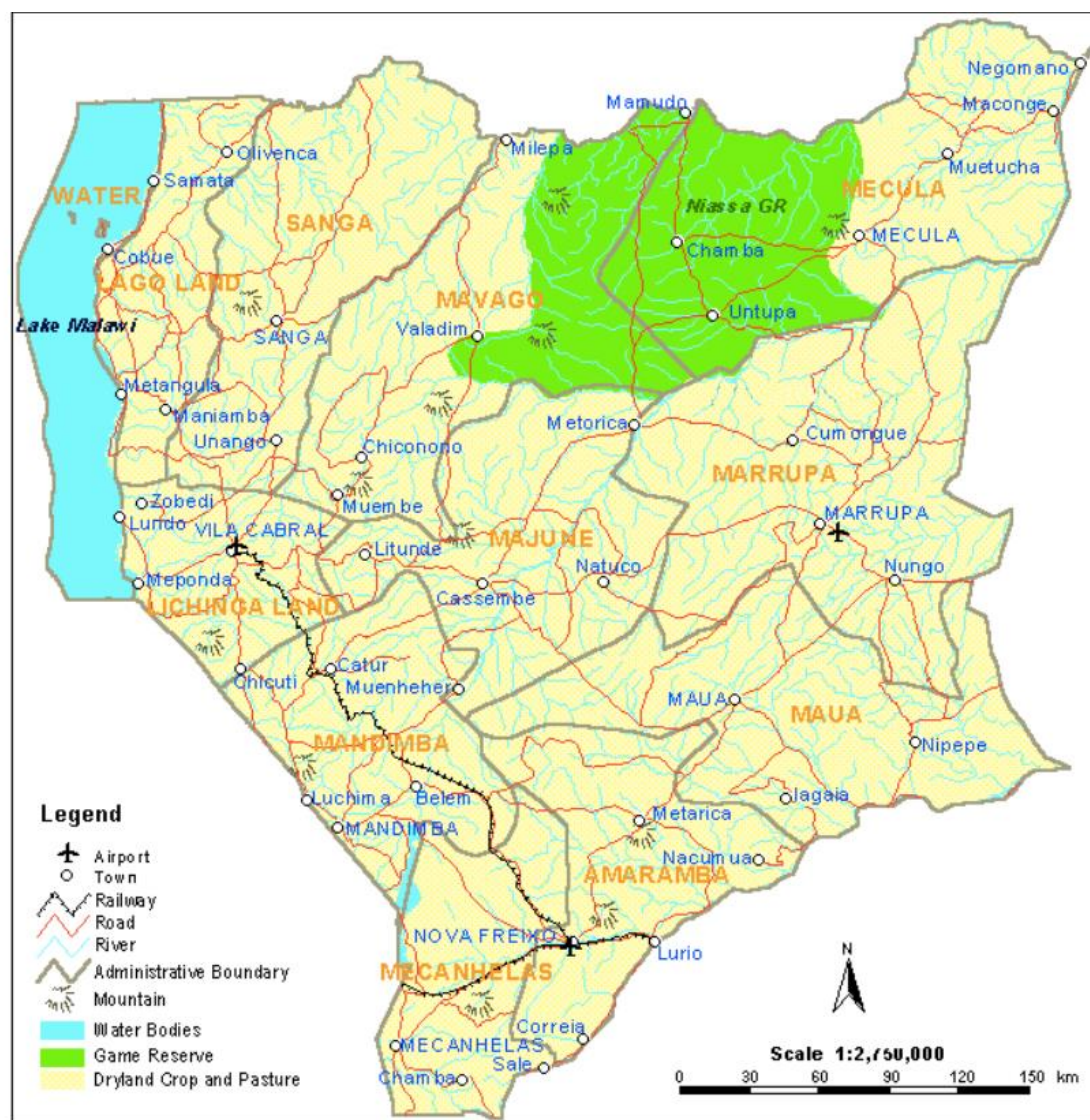 Negomano
Mamudo
Maconge
Milepa
Olivenca
Muetucha
Samata
WATER
MECULA
SANGA
Niassa GR
MECULA
Cobue
Chamba
LAGO LAND
MAVAGO
Lake Malawi
Untupa
SANGA
Valadim
Metangula
Maniamba
Metorica
Unango
Cumongue
Chiconono
MARRUPA
Zobedi
Muembe
Lundo
VILA CABRAL
MARRUPA
MAJUNE
Litunde
Meponda
Natuco
Nungo
Cassembe
LICHINGA LAND
Catur
Chicuti
Muenheher
MAUA
MAUA
MANDIMBA
Nipepe
Luchima
Belem
Iagaia
Metarica
MANDIMBA
Nacumua
AMARAMBA
NOVA FREIXO
Lurio
MECANHELAS
Correia
MECANHELAS
Sale
Chamba
Legend
Airport
Town
Railway
Road
River
Administrative Boundary
Mountain
Water Bodies
Game Reserve
Dryland Crop and Pasture
N
Scale 1:2,750,000
0 30 60 90 120 150 km